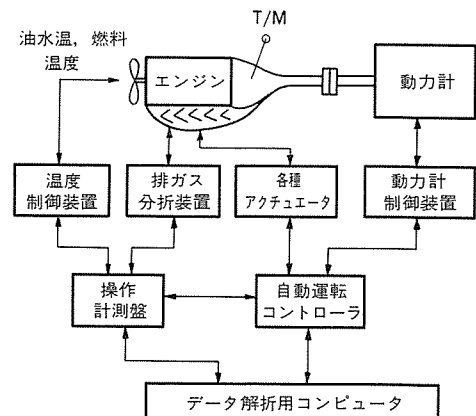 T/M
油水温，燃料
温度
エンジン
動力計
温度
制御装置
排ガス
分折装置
各種
アクチュエータ
動力計
制御装置
操作
計測盤
自動運転
コントローラ
データ解折用コンピュータ